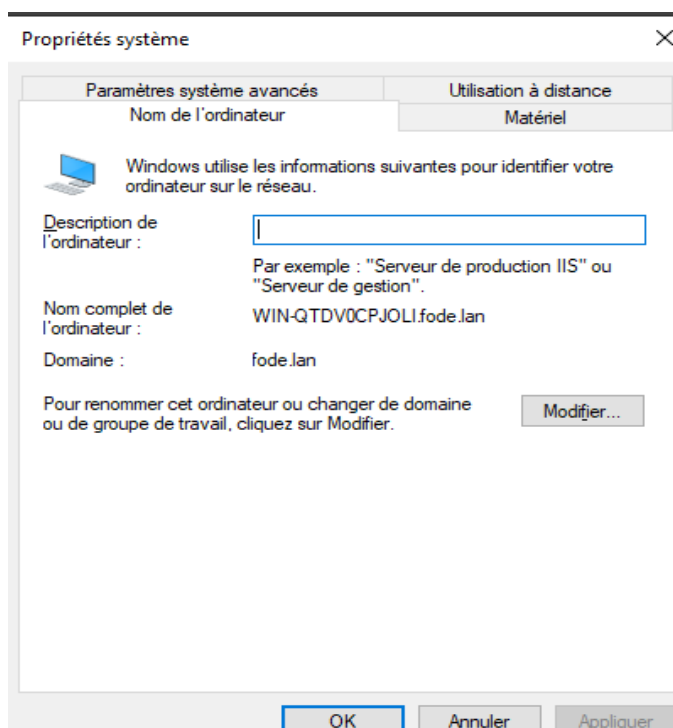 Propriétés système
Paramètres système avancés
Utilisation à distance
Nom de l'ordinateur
Matériel
Windows utilise les informations suivantes pour identifier votre
ordinateur sur le réseau.
Description de
l'ordinateur :
Par exemple : "Serveur de production IIS" ou
"Serveur de gestion".
Nom complet de
l'ordinateur :
WIN-QTDV0CPJOLI.fode.lan
Domaine :
fode.lan
Pour renommer cet ordinateur ou changer de domaine
ou de groupe de travail, cliquez sur Modifier.
Modifier...
OK
Annuler
Appliquer